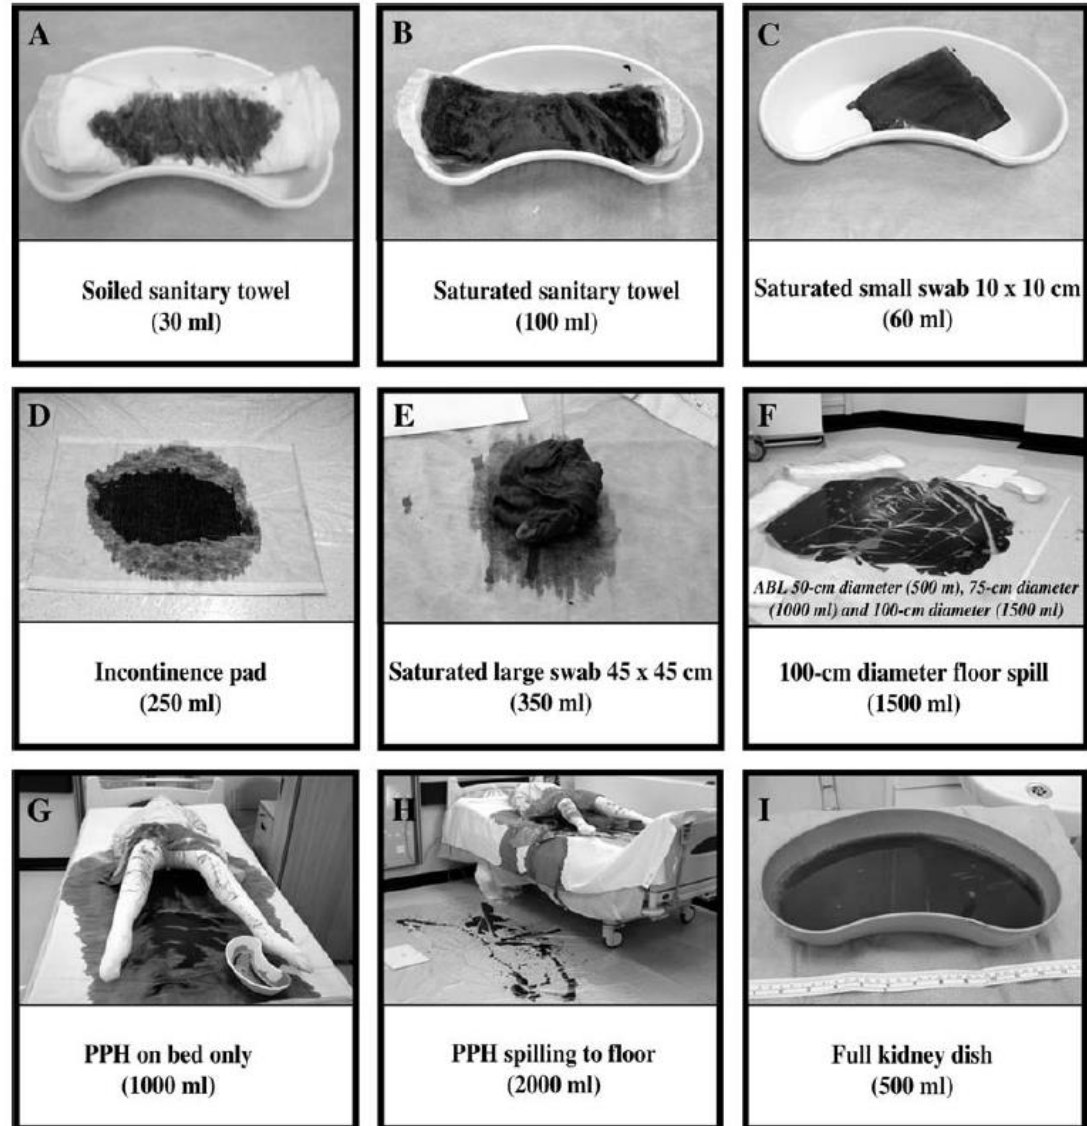 A
Soiled sanitary towel
(30 ml)
B
Saturated sanitary towel
(100 ml)
C
Saturated small swab 10 x 10 cm
(60 ml)
D
Incontinence pad
(250 ml)
E
Saturated large swab 45 x 45 cm
(350 ml)
F
ABL 50-cm diameter (500 m), 75-cm diameter
(1000 ml) and 100-cm diameter (1500 ml)
100-cm diameter floor spill
(1500 ml)
G
PPH on bed only
(1000 ml)
H
PPH spilling to floor
(2000 ml)
I
Full kidney dish
(500 ml)